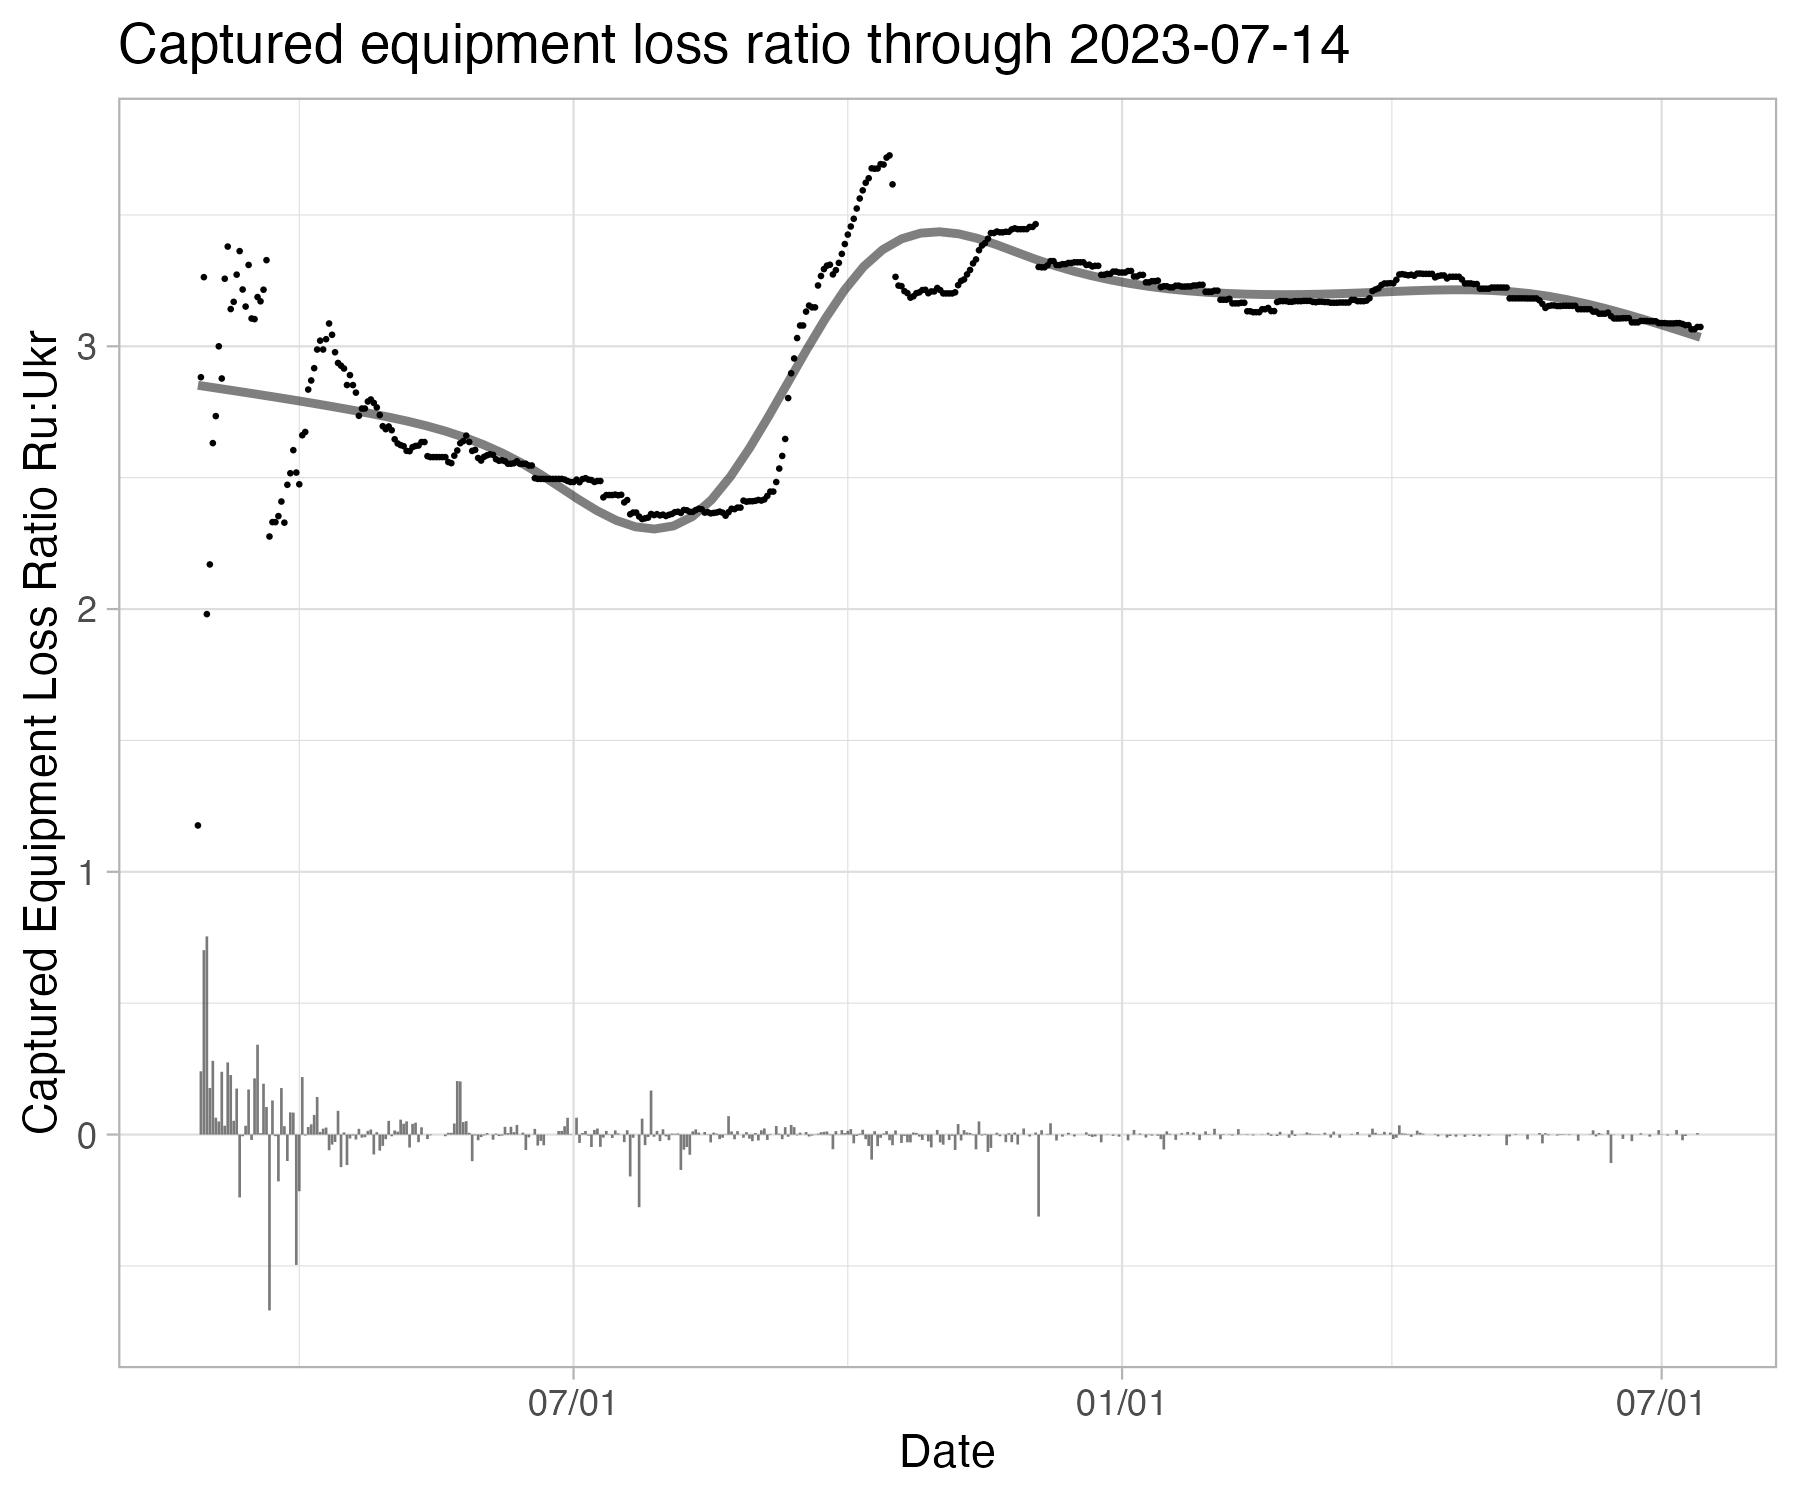 Captured equipment loss ratio through 2023-07-14
Captured Equipment Loss Ratio Ru:Ukr
3
2
1
0
07/01
01/01
07/01
Date